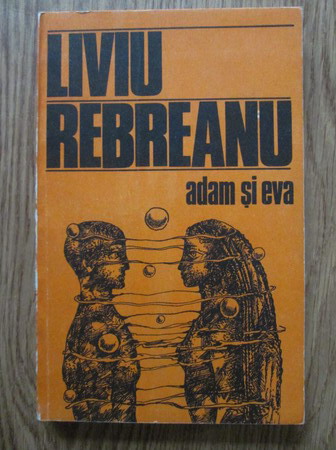 LIVIU
REBREANU
adam și eva